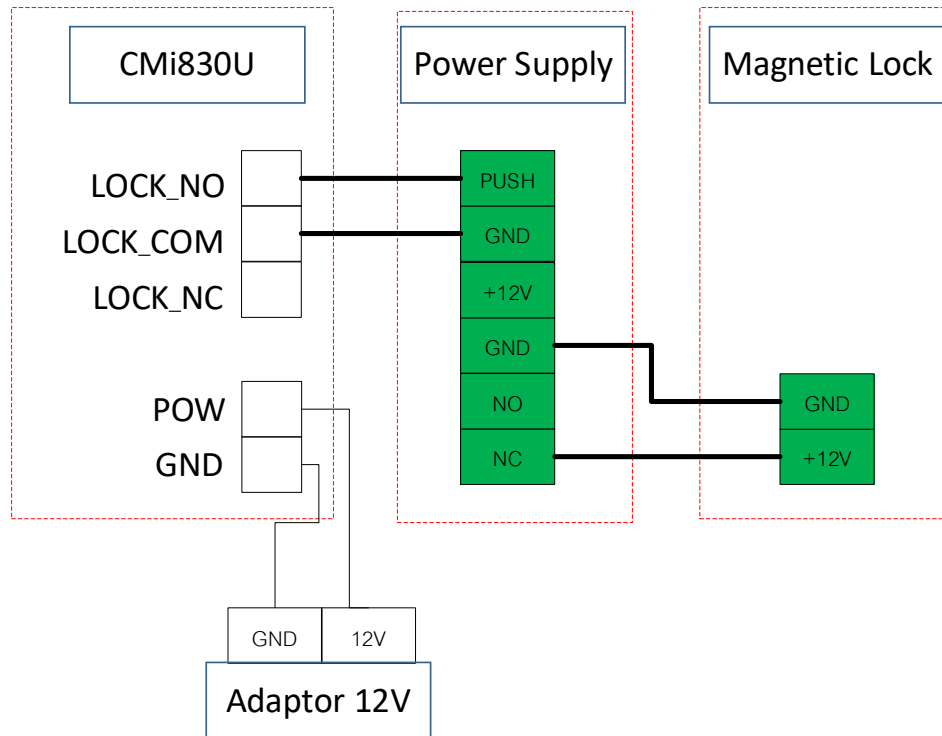 CMi830U
LOCK_NO
LOCK_COM
LOCK_NC
POW
GND
Power Supply
PUSH
GND
+12V
GND
NO
NC
Magnetic Lock
GND
+12V
GND
12V
Adaptor 12V